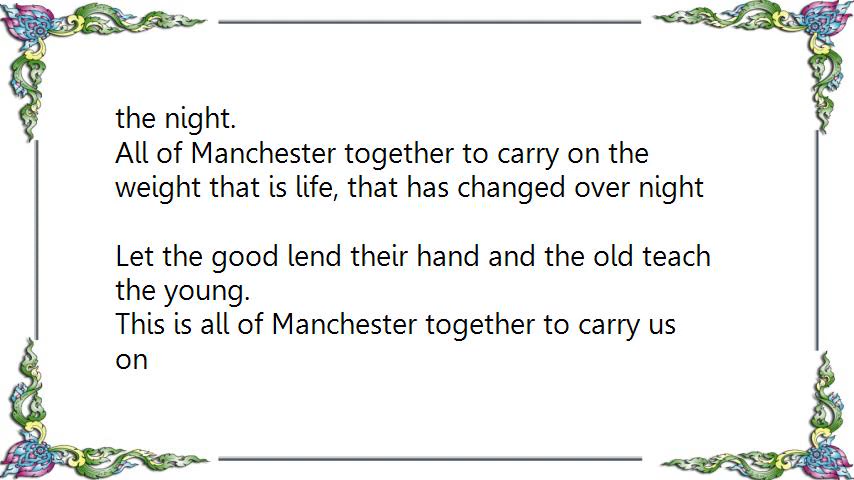 the night.
All of Manchester together to carry on the
weight that is life, that has changed over night
Let the good lend their hand and the old teach
the young.
This is all of Manchester together to carry us
on